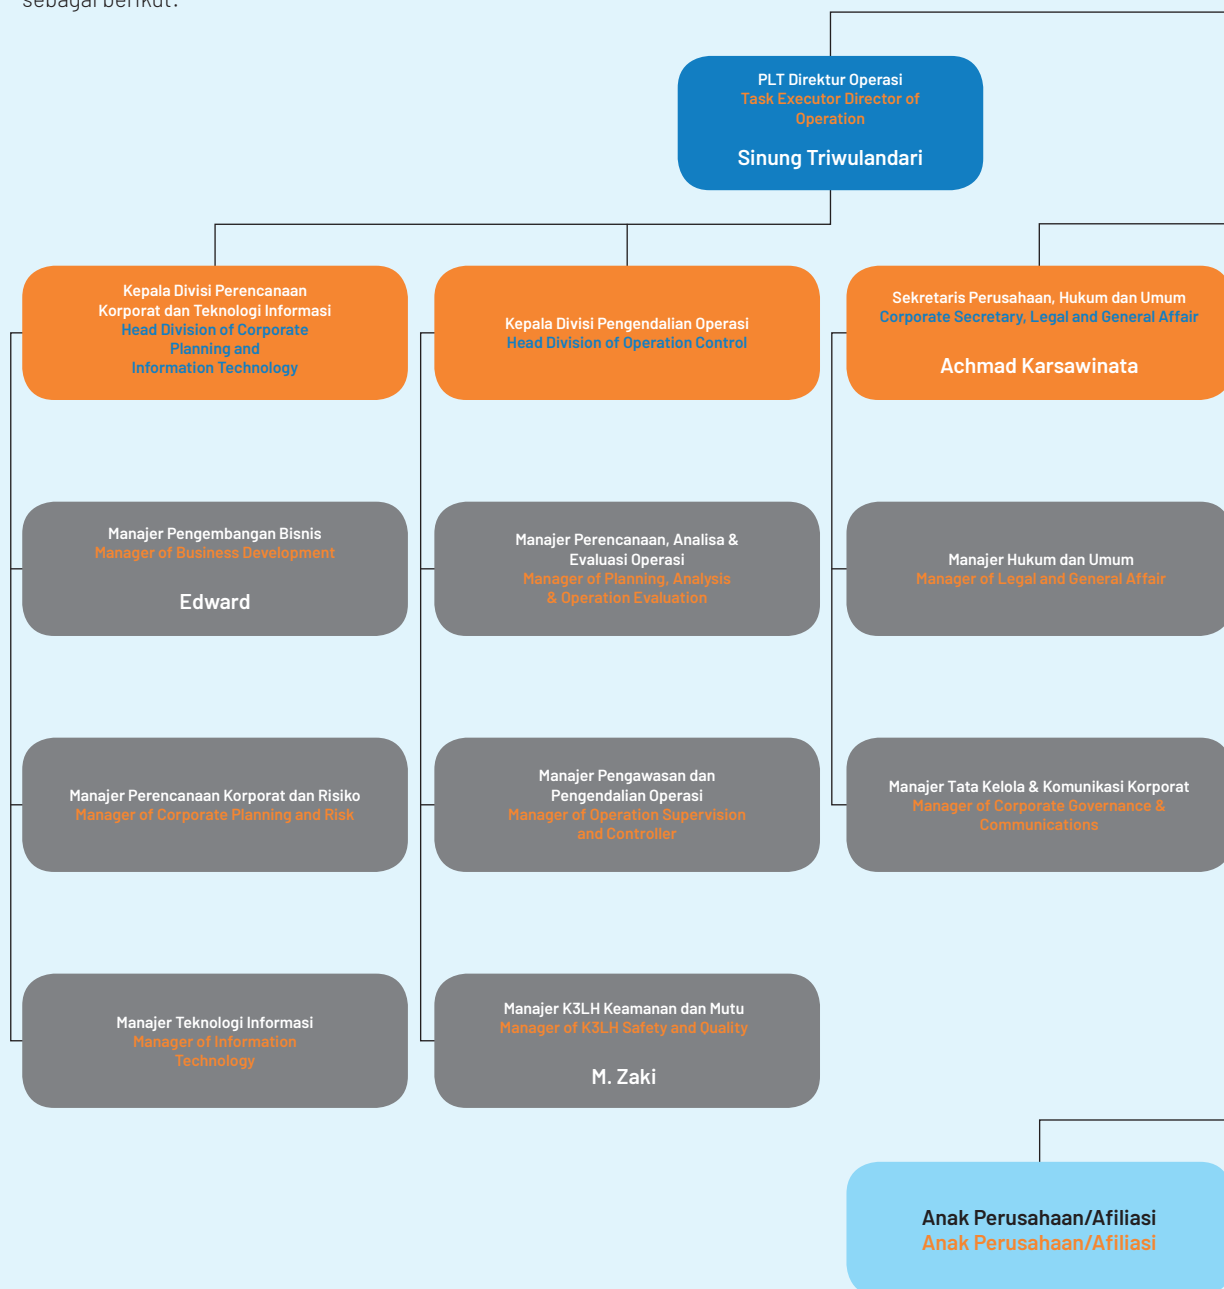 sebagai berikut:
PLT Direktur Operasi
Task Executor Director of
Operation
Sinung Triwulandari
Kepala Divisi Perencanaan
Korporat dan Teknologi Informasi
Head Division of Corporate
Planning and
Information Technology
Kepala Divisi Pengendalian Operasi
Head Division of Operation Control
Sekretaris Perusahaan, Hukum dan Umum
Corporate Secretary, Legal and General Affair
Achmad Karsawinata
Manajer Pengembangan Bisnis
Manager of Business Development
Edward
Manajer Perencanaan, Analisa &
Evaluasi Operasi
Manager of Planning, Analysis
& Operation Evaluation
Manajer Hukum dan Umum
Manager of Legal and General Affair
Manajer Perencanaan Korporat dan Risiko
Manager of Corporate Planning and Risk
Manajer Pengawasan dan
Pengendalian Operasi
Manager of Operation Supervision
and Controller
Manajer Tata Kelola & Komunikasi Korporat
Manager of Corporate Governance &
Communications
Manajer Teknologi Informasi
Manager of Information
Technology
Manajer K3LH Keamanan dan Mutu
Manager of K3LH Safety and Quality
M. Zaki
Anak Perusahaan/Afiliasi
Anak Perusahaan/Afiliasi